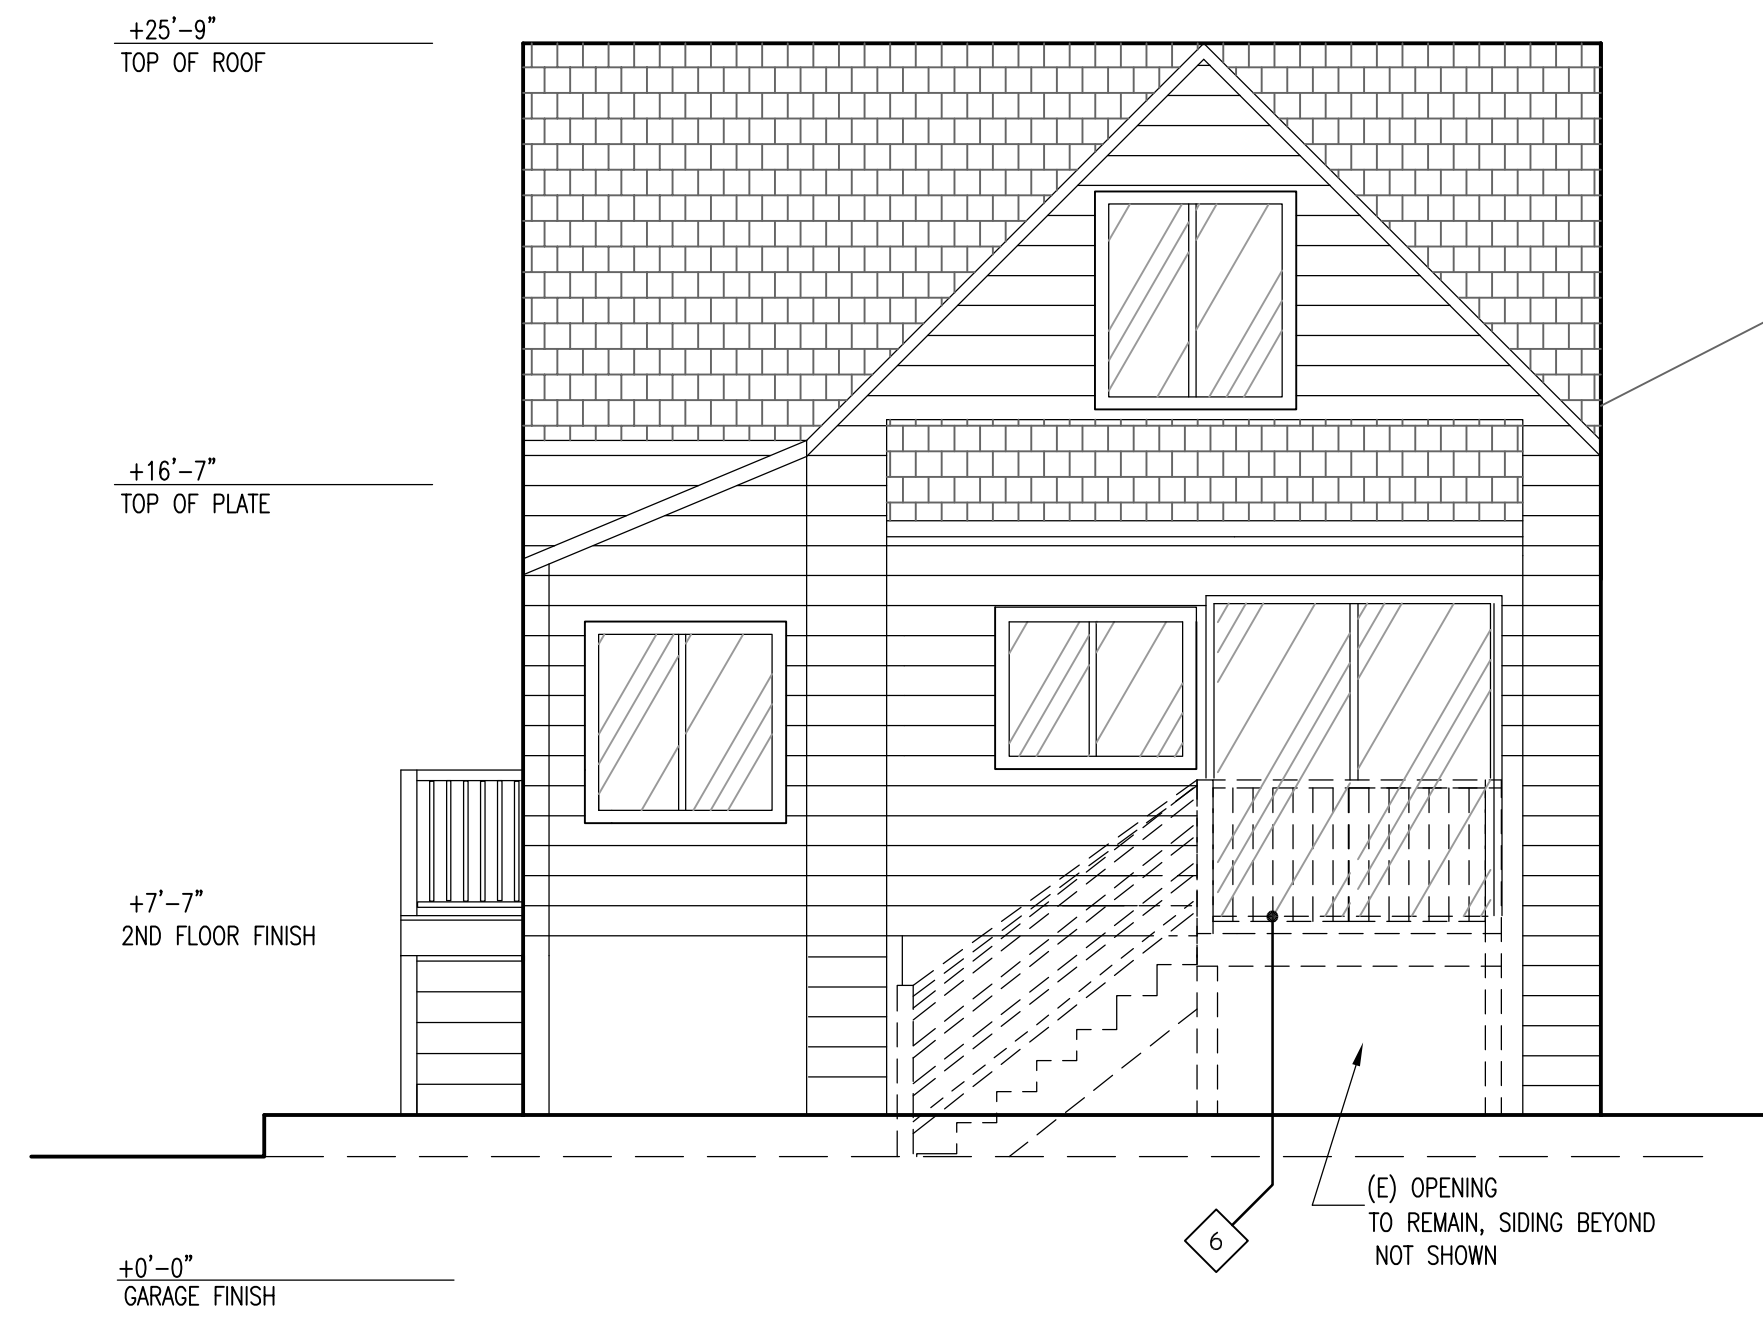 +25'-9"
TOP OF ROOF
+16'-7"
TOP OF PLATE
+7'-7"
2ND FLOOR FINISH
(E) OPENING
TO REMAIN, SIDING BEYOND
NOT SHOWN
6
+0'-0"
GARAGE FINISH